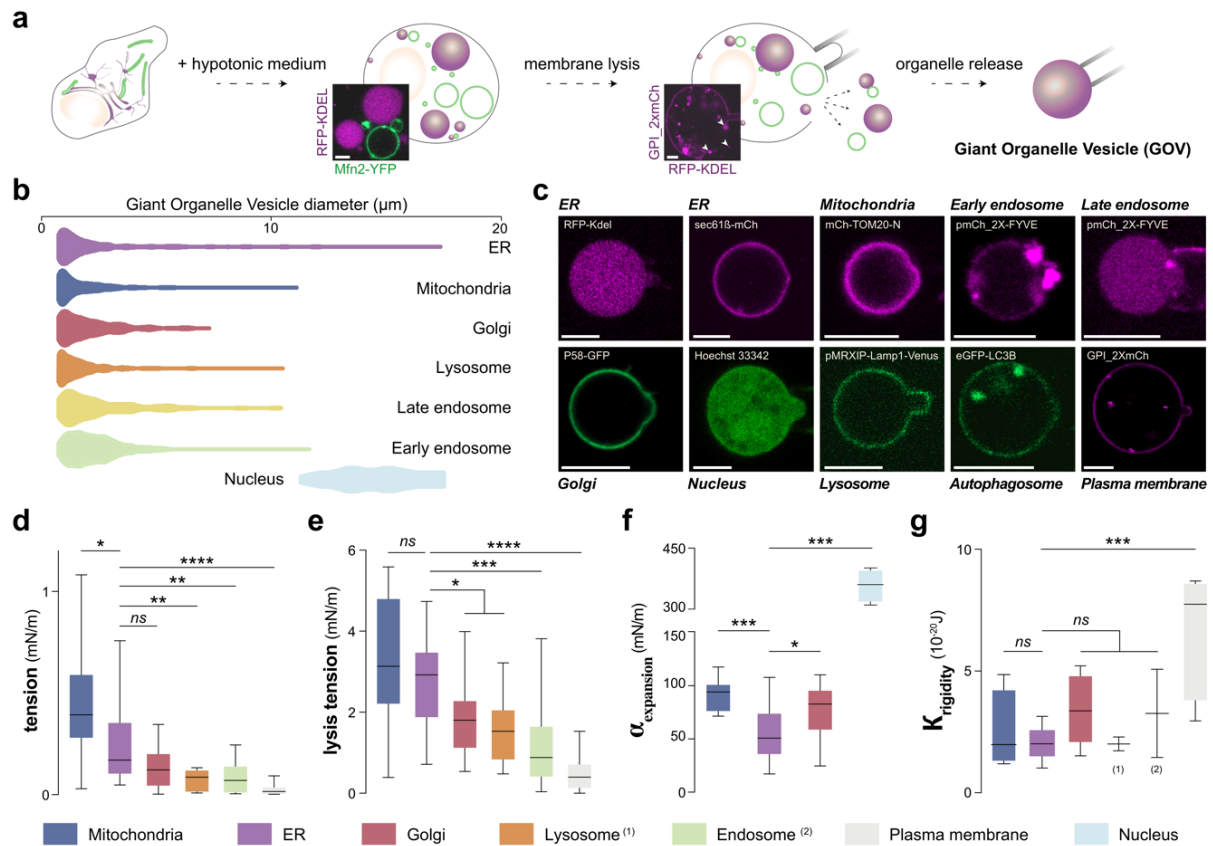 a
+ hypotonic medium
membrane lysis
organelle release
RFP-KDEL
Mfn2-YFP
GPI_2xmCh
RFP-KDEL
Giant Organelle Vesicle (GOV)
b
Giant Organelle Vesicle diameter (µm)
0
10
20
ER
Mitochondria
Golgi
Lysosome
Late endosome
Early endosome
Nucleus
c
ER
ER
Mitochondria
Early endosome
Late endosome
RFP-Kdel
sec61ß-mCh
mCh-TOM20-N
pmCh_2X-FYVE
pmCh_2X-FYVE
P58-GFP
Hoechst 33342
pMRXIP-Lamp1-Venus
eGFP-LC3B
GPI_2XmCh
Golgi
Nucleus
Lysosome
Autophagosome
Plasma membrane
d
tension (mN/m)
1
0
*
****
**
**
ns
e
lysis tension (mN/m)
6
4
2
0
ns
****
***
*
f
αexpansion (mN/m)
450
300
150
100
50
0
***
***
*
g
Krigidity (10-20J)
10
5
0
***
ns
ns
(1)
(2)
Mitochondria
ER
Golgi
Lysosome (1)
Endosome (2)
Plasma membrane
Nucleus